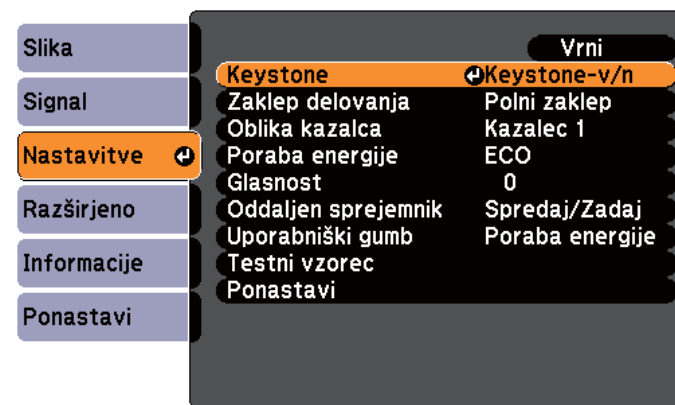 Slika
Signal
Nastavitve
Razširjeno
Informacije
Ponastavi
Vrni
Keystone Keystone-v/n
Zaklep delovanja Polni zaklep
Oblika kazalca Kazalec 1
Poraba energije ECO
Glasnost 0
Oddaljen sprejemnik Spredaj/Zadaj
Uporabniški gumb Poraba energije
Testni vzorec
Ponastavi